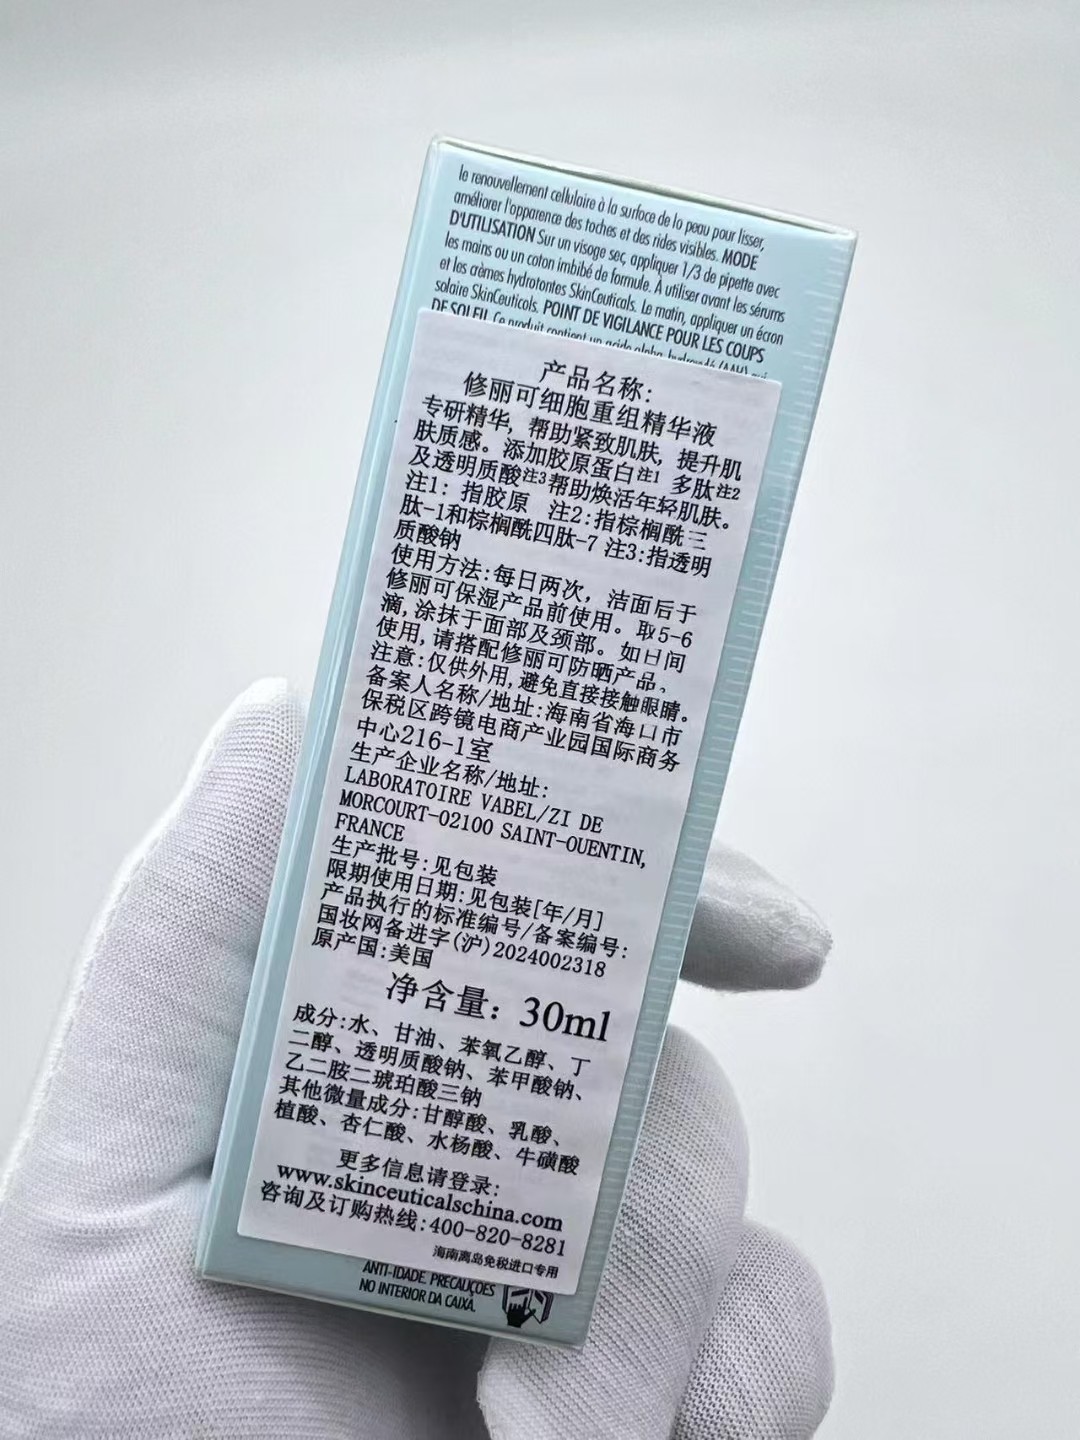 le renouvellement cellulaire à la surface de la peau pour lisser,
améliorer l'apparence des taches et des rides visibles. MODE
D'UTILISATION Sur un visage sec, appliquer 1/3 de pipette avec
les mains ou un coton imbibé de formule. À utiliser avant les sérums
et les crèmes hydratantes SkinCeuticals. Le matin, appliquer un écran
solaire SkinCeuticals. POINT DE VIGILANCE POUR LES COUPS
DE SOLEIL Ce produit contient un acide alpha-hydroxylé (AAH)
产品名称:
修丽可细胞重组精华液
专研精华, 帮助紧致肌肤, 提升肌
肤质感。添加胶原蛋白注1 多肽注2
及透明质酸注3帮助焕活年轻肌肤。
注1: 指胶原 注2:指棕榈酰三
肽-1和棕榈酰四肽-7 注3:指透明
质酸钠
使用方法:每日两次, 洁面后于
修丽可保湿产品前使用。取5-6
滴,涂抹于面部及颈部。如日间
使用,请搭配修丽可防晒产品。
注意:仅供外用,避免直接接触眼睛。
备案人名称/地址:海南省海口市
保税区跨镜电商产业园国际商务
中心216-1室
生产企业名称/地址:
LABORATOIRE VABEL/ZI DE
MORCOURT-02100 SAINT-OUENTIN,
FRANCE
生产批号:见包装
限期使用日期:见包装[年/月]
产品执行的标准编号/备案编号:
国妆网备进字(沪)2024002318
原产国:美国
净含量: 30ml
成分:水、甘油、苯氧乙醇、丁
二醇、透明质酸钠、苯甲酸钠、
乙二胺二琥珀酸三钠
其他微量成分:甘醇酸、乳酸、
植酸、杏仁酸、水杨酸、牛磺酸
更多信息请登录:
www.skinceuticalschina.com
咨询及订购热线:400-820-8281
海南离岛免税进口专用
ANTI-IDADE. PRECAUÇÕES
NO INTERIOR DA CAIXA.